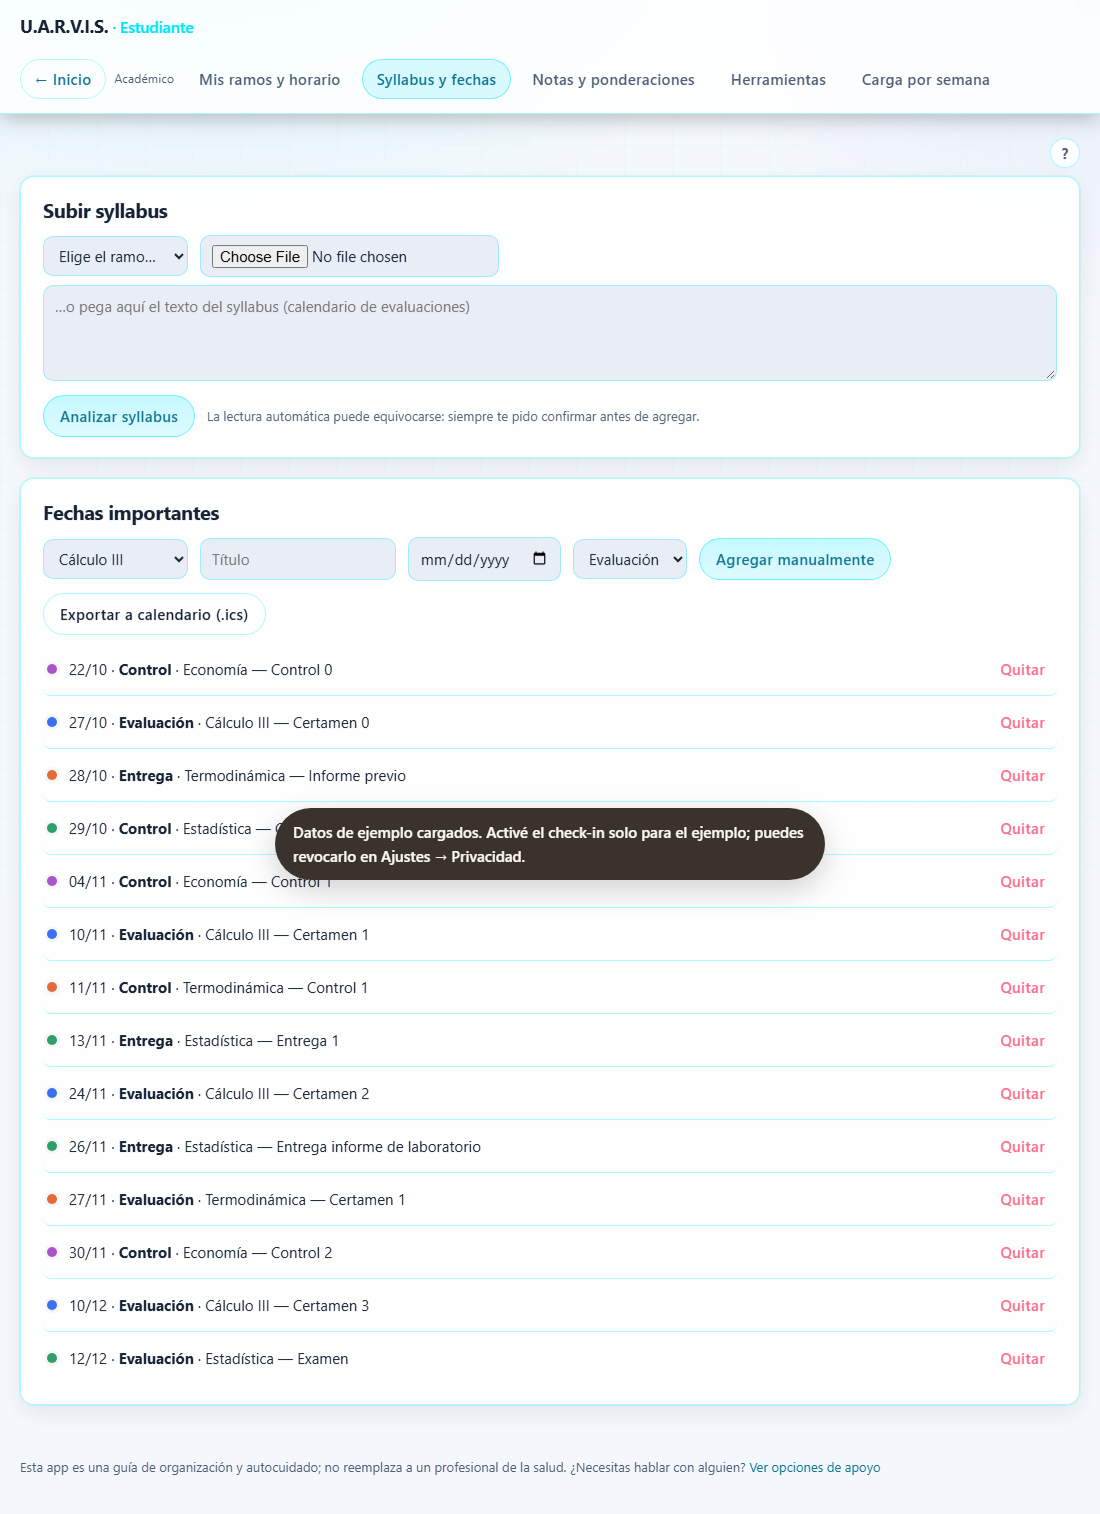 U.A.R.V.I.S. · Estudiante
← Inicio Académico Mis ramos y horario Syllabus y fechas Notas y ponderaciones Herramientas Carga por semana
?
Subir syllabus
Elige el ramo... Choose File No file chosen
...o pega aquí el texto del syllabus (calendario de evaluaciones)
Analizar syllabus La lectura automática puede equivocarse: siempre te pido confirmar antes de agregar.
Fechas importantes
Cálculo III Título mm/dd/yyyy Evaluación Agregar manualmente
Exportar a calendario (.ics)
22/10 · Control · Economía — Control 0 Quitar
27/10 · Evaluación · Cálculo III — Certamen 0 Quitar
28/10 · Entrega · Termodinámica — Informe previo Quitar
29/10 · Control · Estadística — Quitar
Datos de ejemplo cargados. Activé el check-in solo para el ejemplo; puedes
revocarlo en Ajustes → Privacidad.
04/11 · Control · Economía — Control 1 Quitar
10/11 · Evaluación · Cálculo III — Certamen 1 Quitar
11/11 · Control · Termodinámica — Control 1 Quitar
13/11 · Entrega · Estadística — Entrega 1 Quitar
24/11 · Evaluación · Cálculo III — Certamen 2 Quitar
26/11 · Entrega · Estadística — Entrega informe de laboratorio Quitar
27/11 · Evaluación · Termodinámica — Certamen 1 Quitar
30/11 · Control · Economía — Control 2 Quitar
10/12 · Evaluación · Cálculo III — Certamen 3 Quitar
12/12 · Evaluación · Estadística — Examen Quitar
Esta app es una guía de organización y autocuidado; no reemplaza a un profesional de la salud. ¿Necesitas hablar con alguien? Ver opciones de apoyo